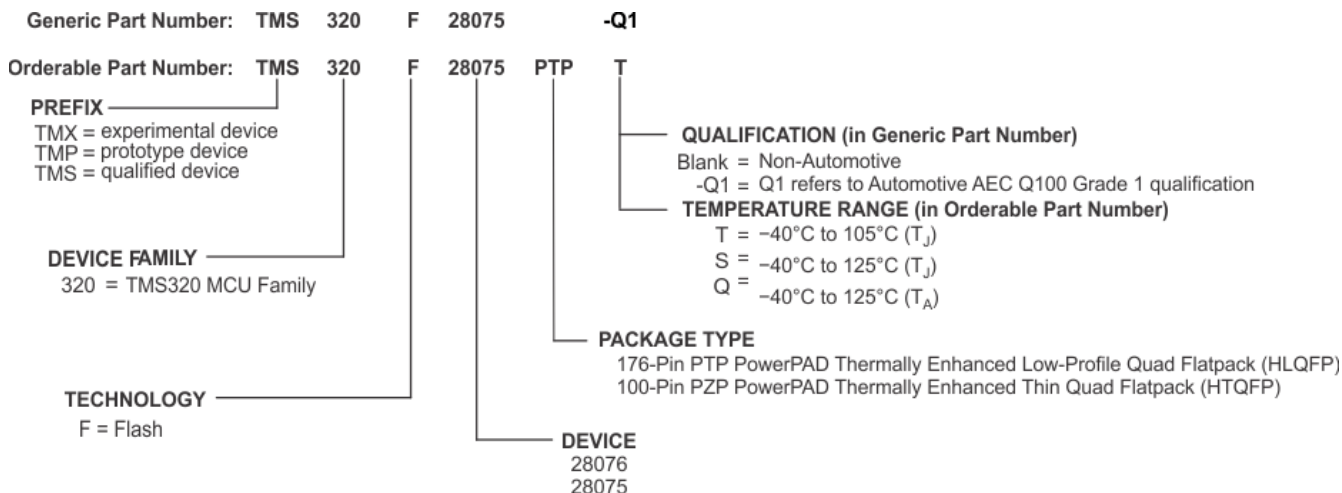 Generic Part Number: TMS 320 F 28075 -Q1
Orderable Part Number: TMS 320 F 28075 PTP T
PREFIX
TMX = experimental device
TMP = prototype device
TMS = qualified device
QUALIFICATION (in Generic Part Number)
Blank = Non-Automotive
-Q1 = Q1 refers to Automotive AEC Q100 Grade 1 qualification
TEMPERATURE RANGE (in Orderable Part Number)
T = −40°C to 105°C (TJ)
S = −40°C to 125°C (TJ)
Q = −40°C to 125°C (TA)
DEVICE FAMILY
320 = TMS320 MCU Family
PACKAGE TYPE
176-Pin PTP PowerPAD Thermally Enhanced Low-Profile Quad Flatpack (HLQFP)
100-Pin PZP PowerPAD Thermally Enhanced Thin Quad Flatpack (HTQFP)
TECHNOLOGY
F = Flash
DEVICE
28076
28075